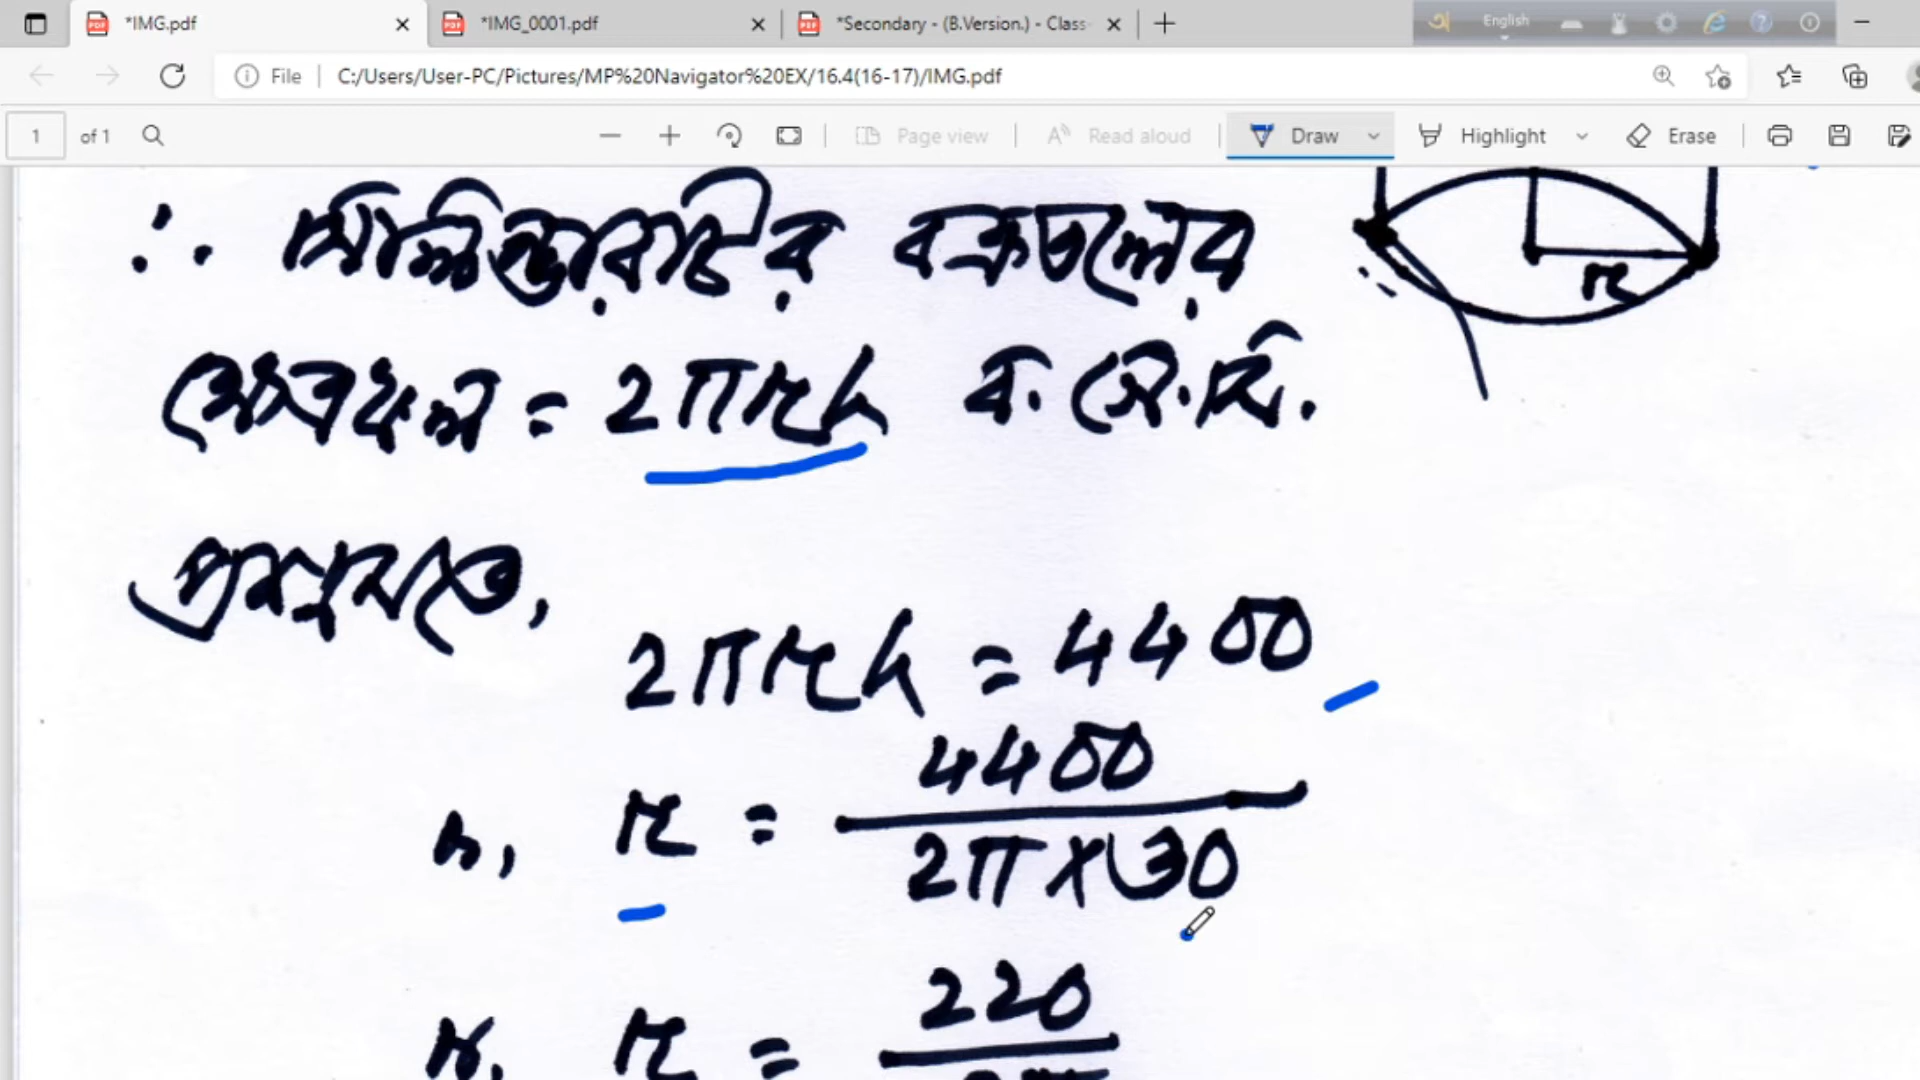 *IMG.pdf
*IMG_0001.pdf
*Secondary - (B.Version.) - Class-
English
File
C:/Users/User-PC/Pictures/MP%20Navigator%20EX/16.4(16-17)/IMG.pdf
1 of 1
Page view
Read aloud
Draw
Highlight
Erase
∴ সিলিন্ডারটির বক্রতলের
r
ক্ষেত্রফল = 2πrh ব. সে.মি.
প্রশ্নমতে,
2πrh = 4400
বা, r = 4400
2π×30
বা, r = 220